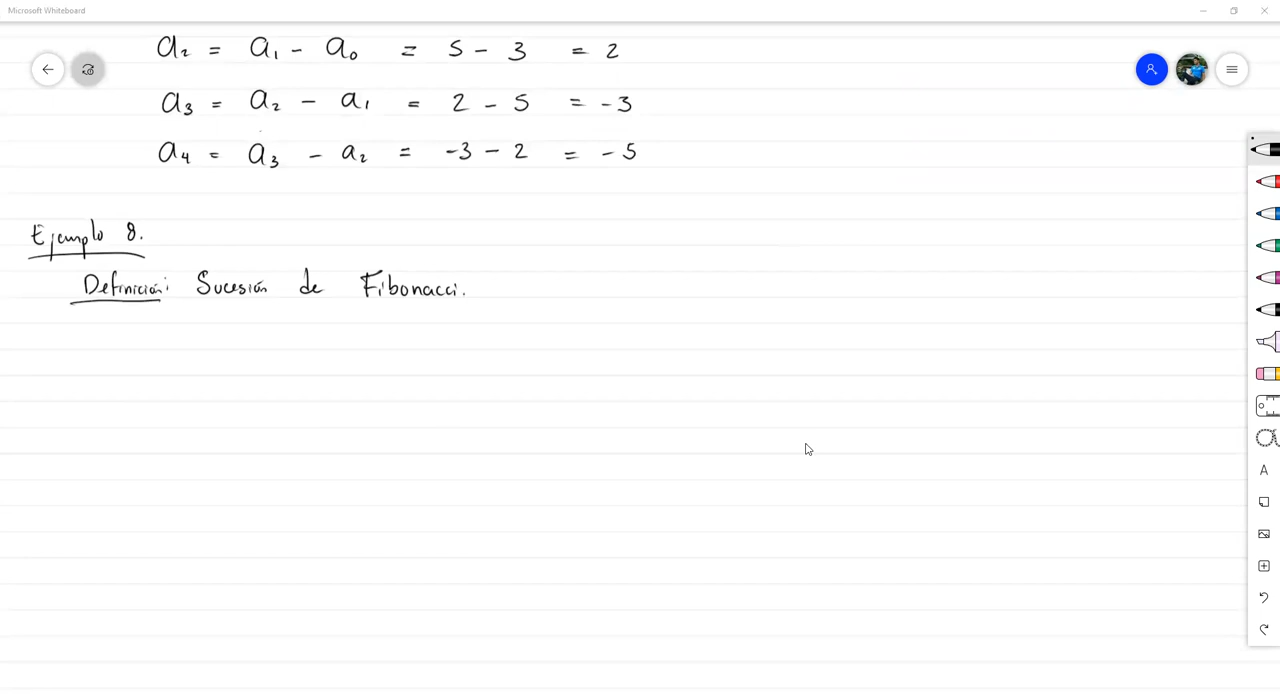 Microsoft Whiteboard
a₂ = a₁ - a₀ = 5 - 3 = 2
a₃ = a₂ - a₁ = 2 - 5 = -3
a₄ = a₃ - a₂ = -3 - 2 = -5
Ejemplo 8.
Definición: Sucesión de Fibonacci.
A